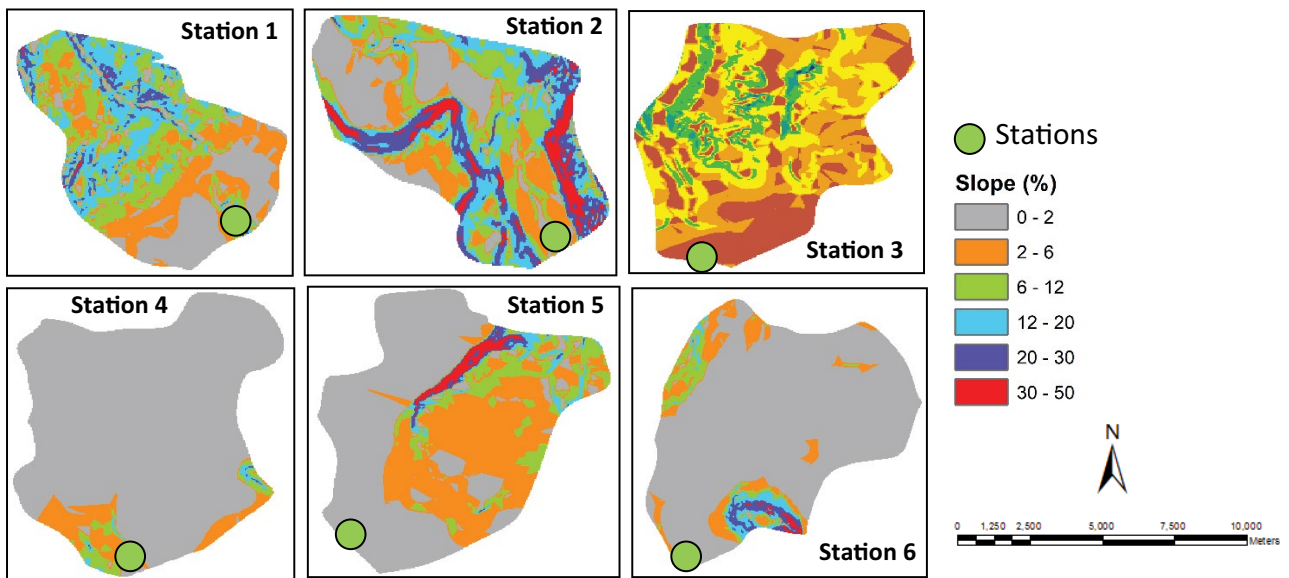 Station 1
Station 2
Station 3
Station 4
Station 5
Station 6
Stations
Slope (%)
0 - 2
2 - 6
6 - 12
12 - 20
20 - 30
30 - 50
N
0 1,250 2,500 5,000 7,500 10,000
Meters